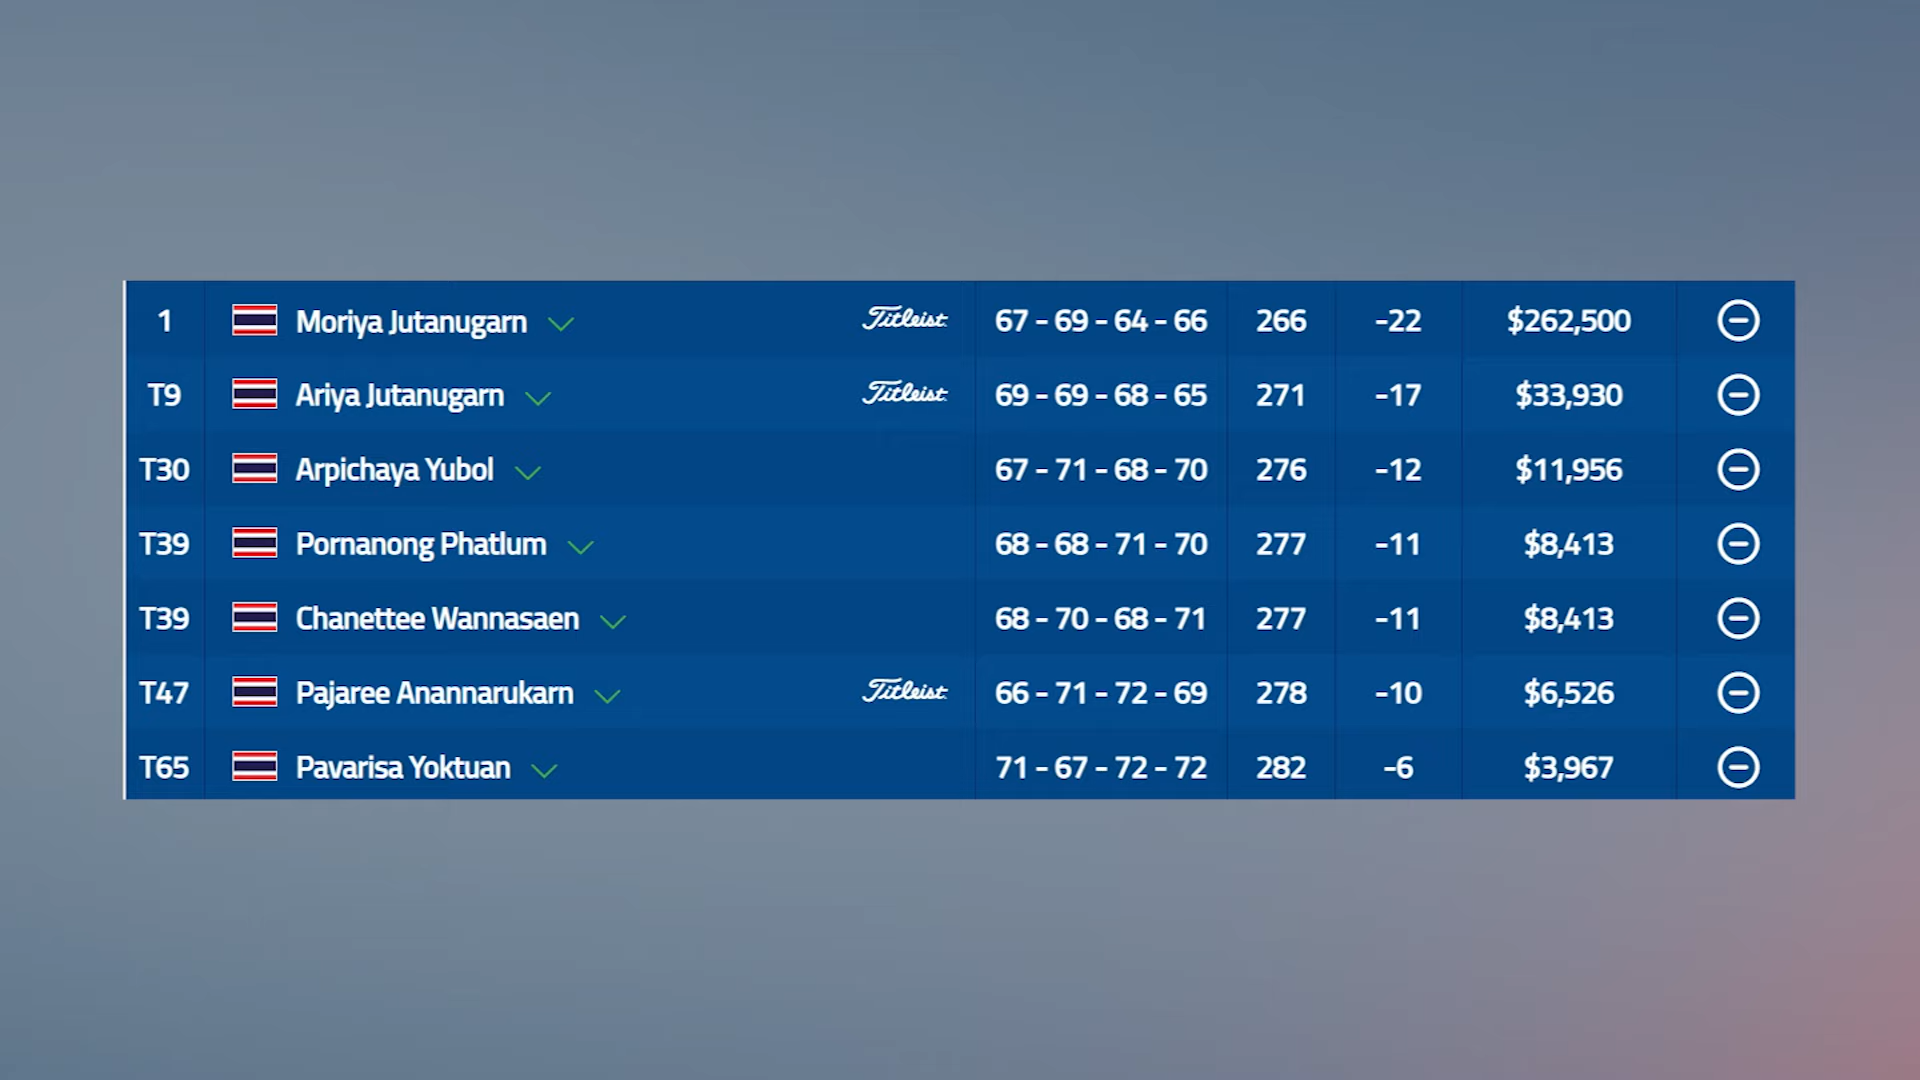 1 Moriya Jutanugarn Titleist 67 - 69 - 64 - 66 266 -22 $262,500
T9 Ariya Jutanugarn Titleist 69 - 69 - 68 - 65 271 -17 $33,930
T30 Arpichaya Yubol 67 - 71 - 68 - 70 276 -12 $11,956
T39 Pornanong Phatlum 68 - 68 - 71 - 70 277 -11 $8,413
T39 Chanettee Wannasaen 68 - 70 - 68 - 71 277 -11 $8,413
T47 Pajaree Anannarukarn Titleist 66 - 71 - 72 - 69 278 -10 $6,526
T65 Pavarisa Yoktuan 71 - 67 - 72 - 72 282 -6 $3,967